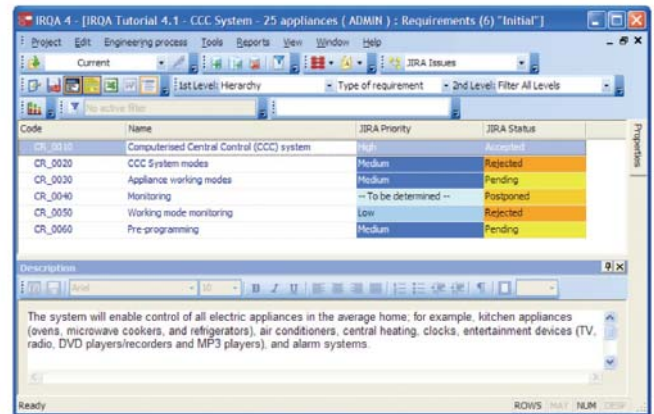 IRQA 4 - [IRQA Tutorial 4.1 - CCC System - 25 appliances ( ADMIN ) : Requirements (6) "Initial"]
Project Edit Engineering process Tools Reports View Window Help
Current JIRA Issues
1st Level: Hierarchy Type of requirement 2nd Level: Filter All Levels
No active filter
Code Name JIRA Priority JIRA Status Properties
CR_0010 Computerised Central Control (CCC) system High Accepted
CR_0020 CCC System modes Medium Rejected
CR_0030 Appliance working modes Medium Pending
CR_0040 Monitoring -- To be determined -- Postponed
CR_0050 Working mode monitoring Low Rejected
CR_0060 Pre-programming Medium Pending
Description
Arial 10 B I U
The system will enable control of all electric appliances in the average home; for example, kitchen appliances
(ovens, microwave cookers, and refrigerators), air conditioners, central heating, clocks, entertainment devices (TV,
radio, DVD players/recorders and MP3 players), and alarm systems.
Ready ROWS MAY NUM DESP